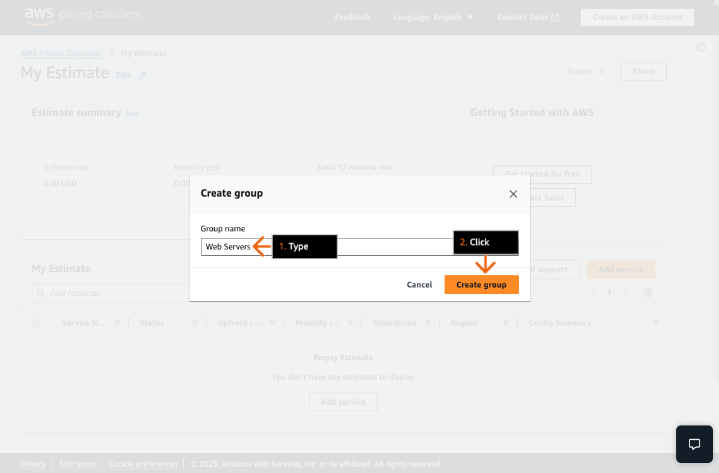 aws pricing calculator
Feedback Language: English Contact Sales Create an AWS Account
AWS Pricing Calculator > My Estimate
My Estimate Edit
Export Share
Estimate summary Info
Getting Started with AWS
Upfront cost Monthly cost Total 12 months cost
0.00 USD 0.00
Get started for free
Contact Sales
Create group
Group name
Web Servers
1. Type
2. Click
Cancel Create group
My Estimate
support Add service
Find resources
1
Service N... Status Upfront c... Monthly c... Description Region Config Summary
Empty Estimate
You don't have any estimates to display
Add service
Privacy | Site terms | Cookie preferences | © 2025, Amazon Web Services, Inc. or its affiliates. All rights reserved.